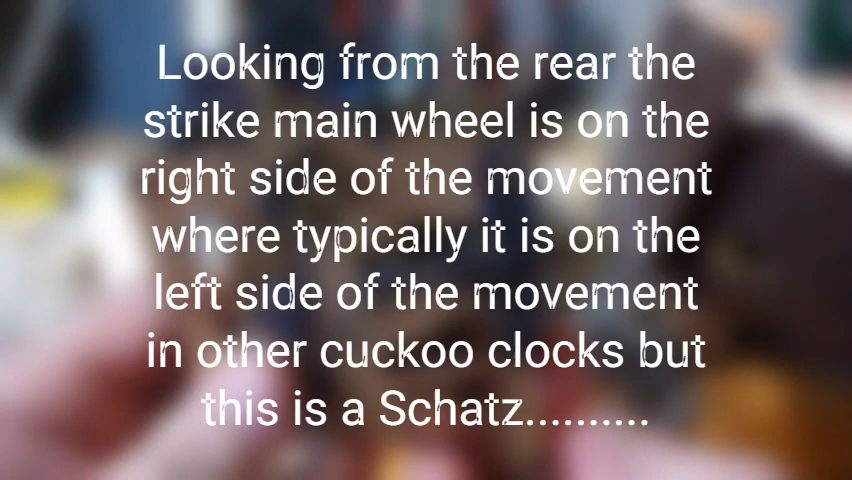 Looking from the rear the
strike main wheel is on the
right side of the movement
where typically it is on the
left side of the movement
in other cuckoo clocks but
this is a Schatz..........